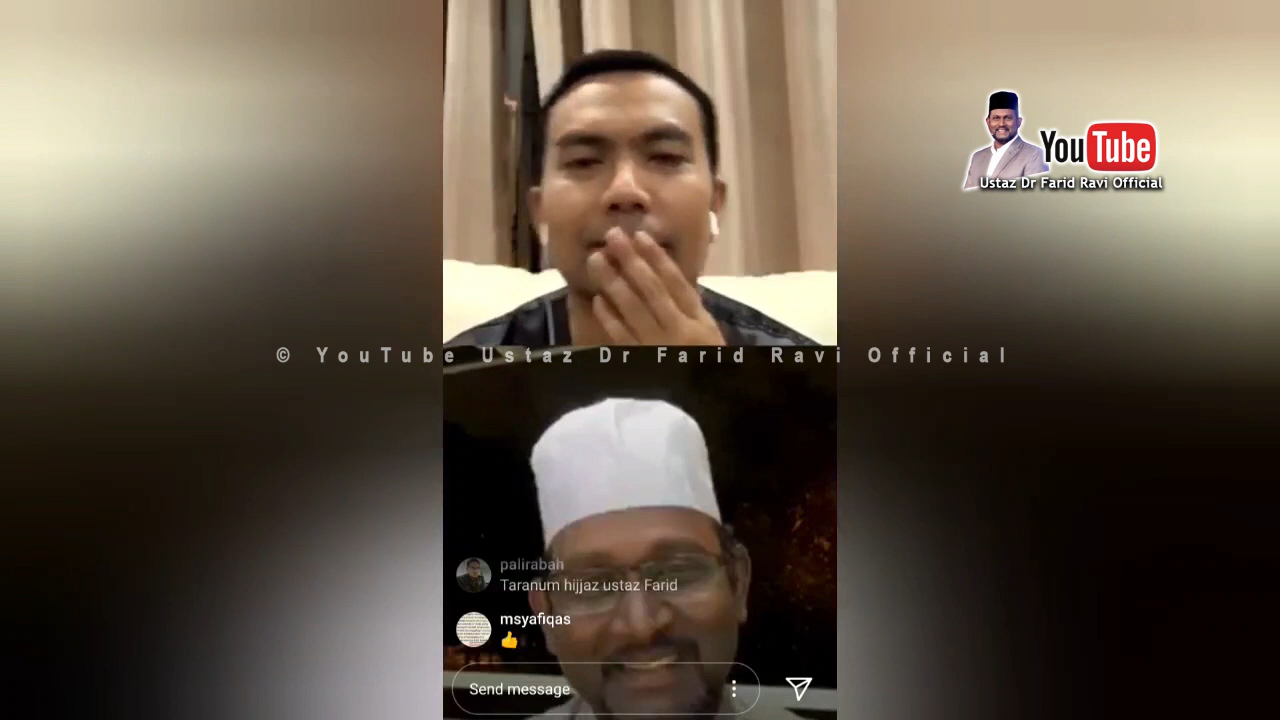 YouTube
Ustaz Dr Farid Ravi Official
© YouTube Ustaz Dr Farid Ravi Official
palirabah
Taranum hijjaz ustaz Farid
msyafiqas
👍
Send message